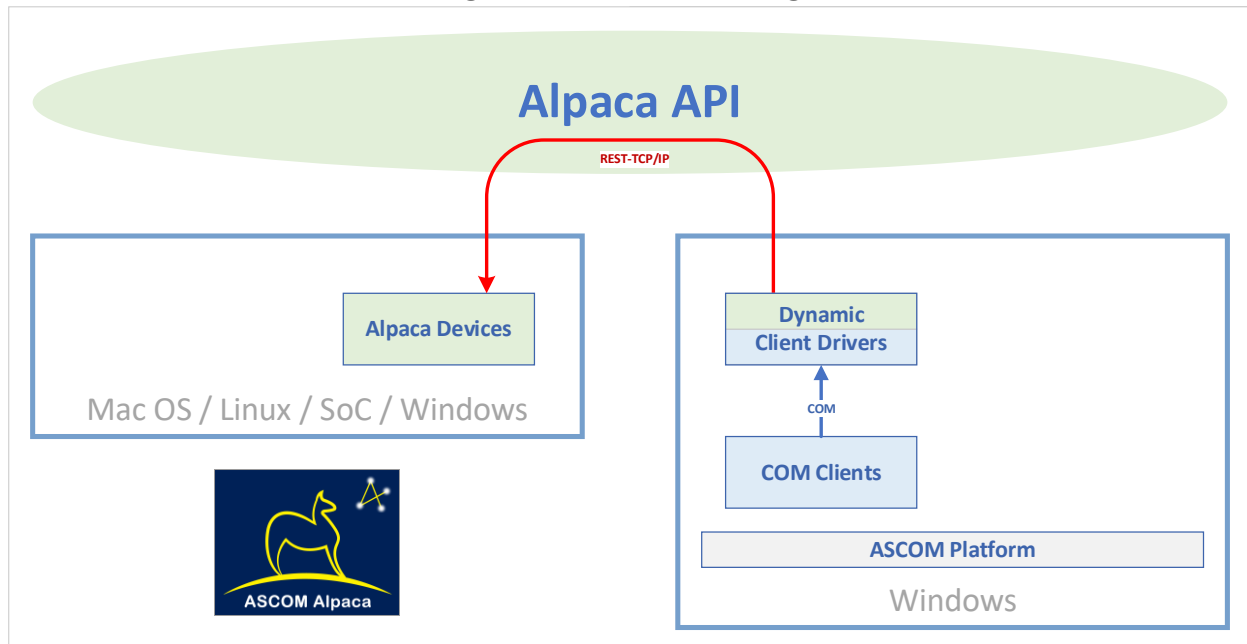 Alpaca API
REST-TCP/IP
Alpaca Devices
Mac OS / Linux / SoC / Windows
ASCOM Alpaca
Dynamic
Client Drivers
COM
COM Clients
ASCOM Platform
Windows